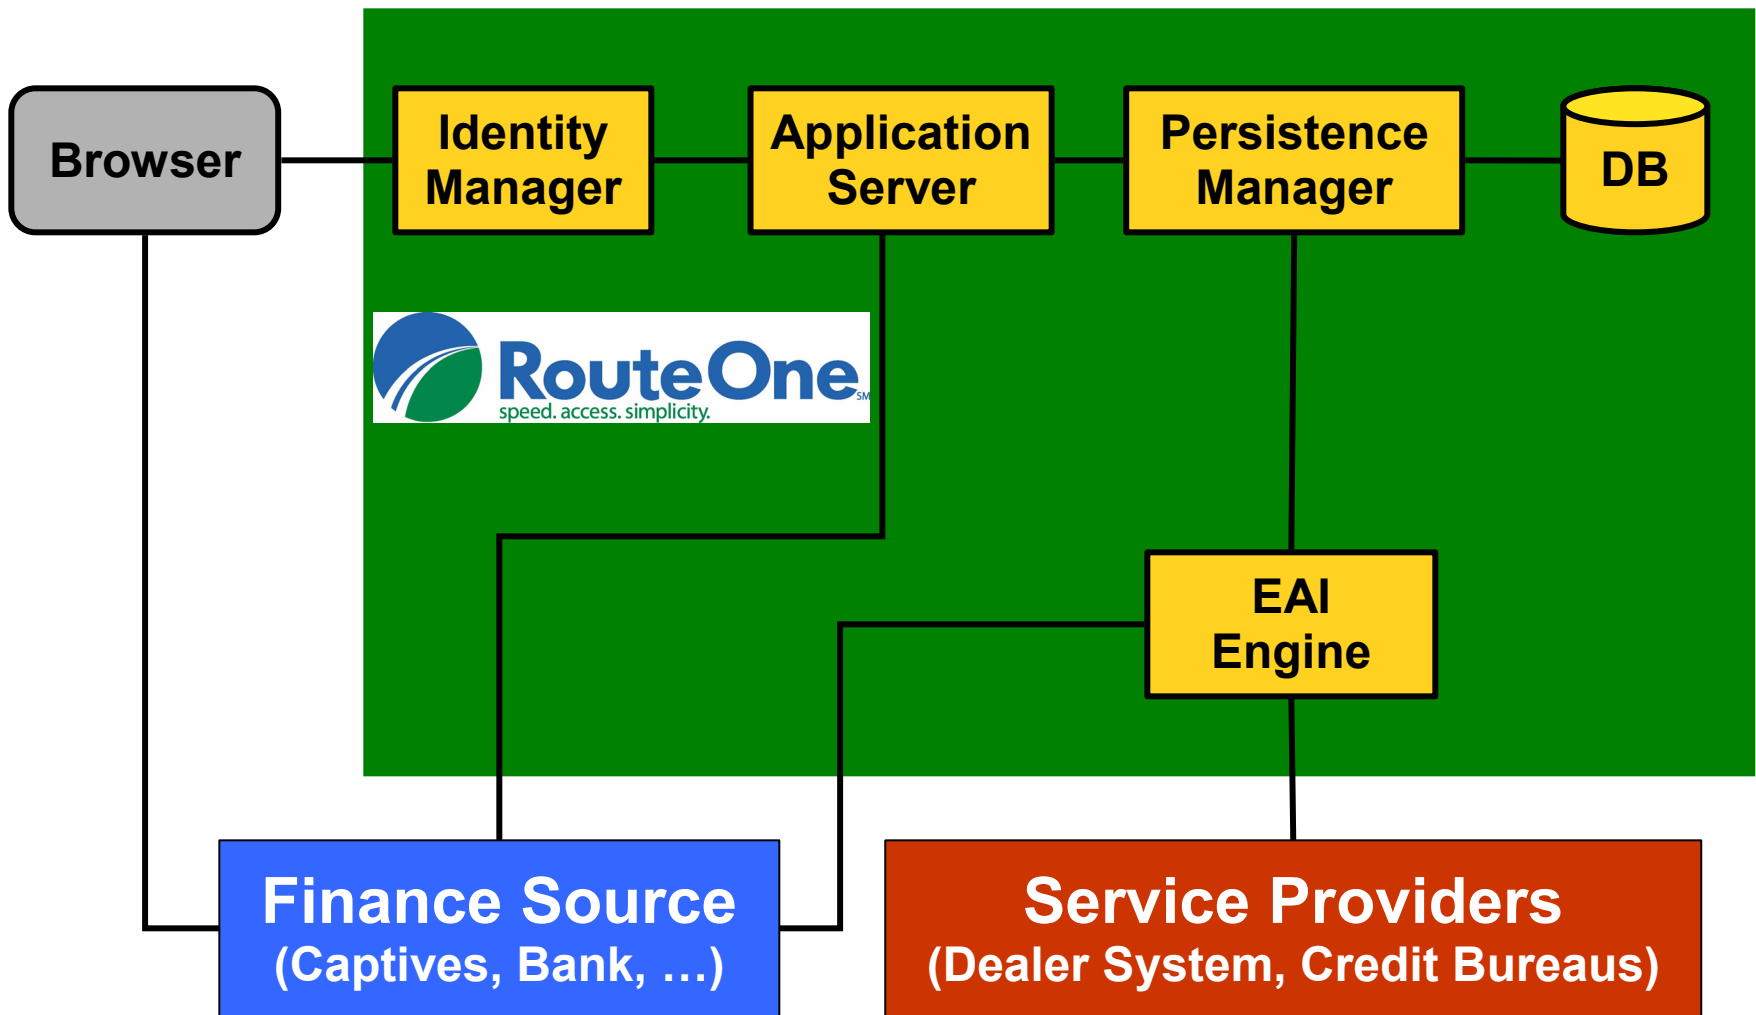 Browser
Identity
Manager
Application
Server
Persistence
Manager
DB
RouteOne SM
speed. access. simplicity.
EAI
Engine
Finance Source
(Captives, Bank, …)
Service Providers
(Dealer System, Credit Bureaus)